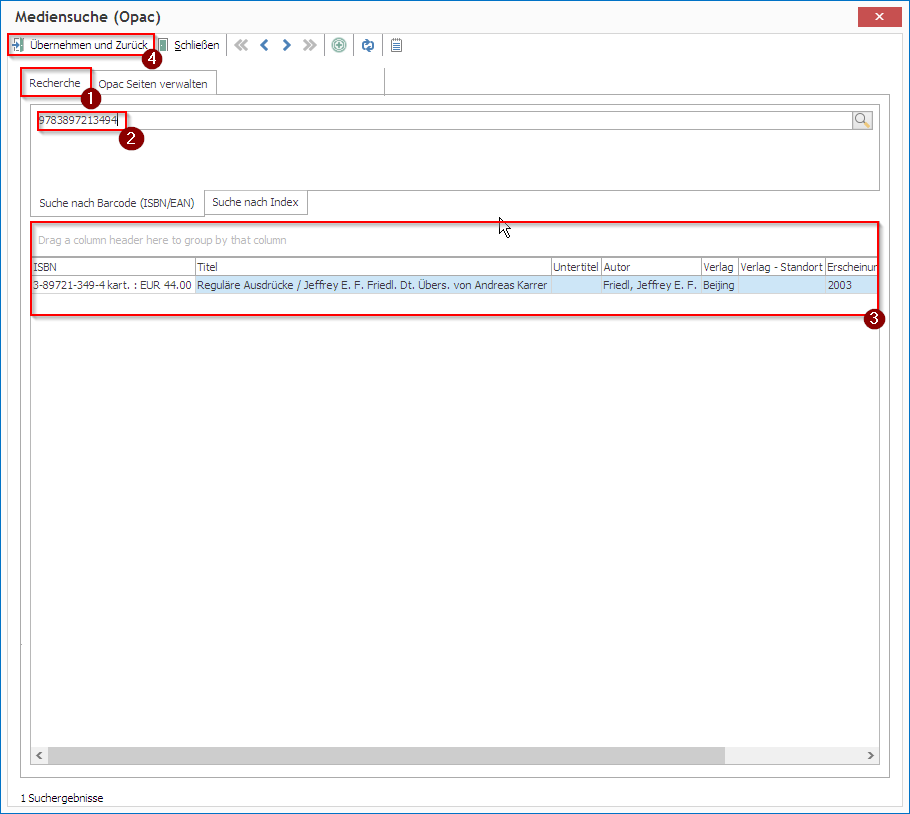 Mediensuche (Opac)
Übernehmen und Zurück Schließen
4
Recherche Opac Seiten verwalten
1
9783897213494
2
Suche nach Barcode (ISBN/EAN) Suche nach Index
Drag a column header here to group by that column
ISBN Titel Untertitel Autor Verlag Verlag - Standort Erscheinun
3-89721-349-4 kart. : EUR 44.00 Reguläre Ausdrücke / Jeffrey E. F. Friedl. Dt. Übers. von Andreas Karrer Friedl, Jeffrey E. F. Beijing 2003
3
1 Suchergebnisse